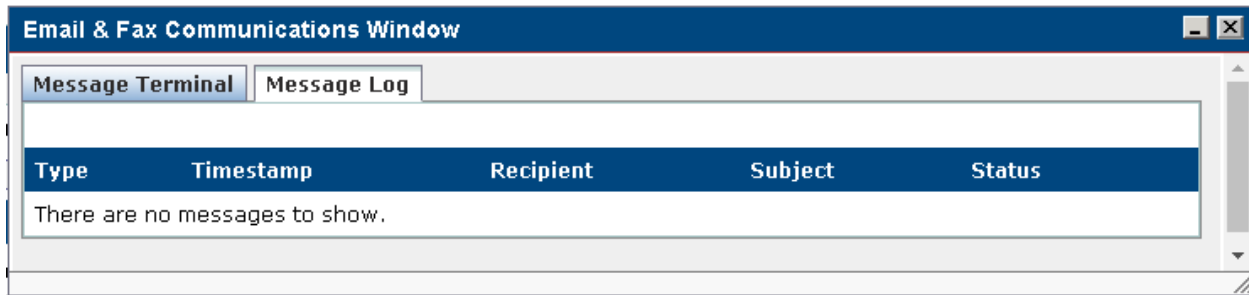 Email & Fax Communications Window
Message Terminal Message Log
Type Timestamp Recipient Subject Status
There are no messages to show.